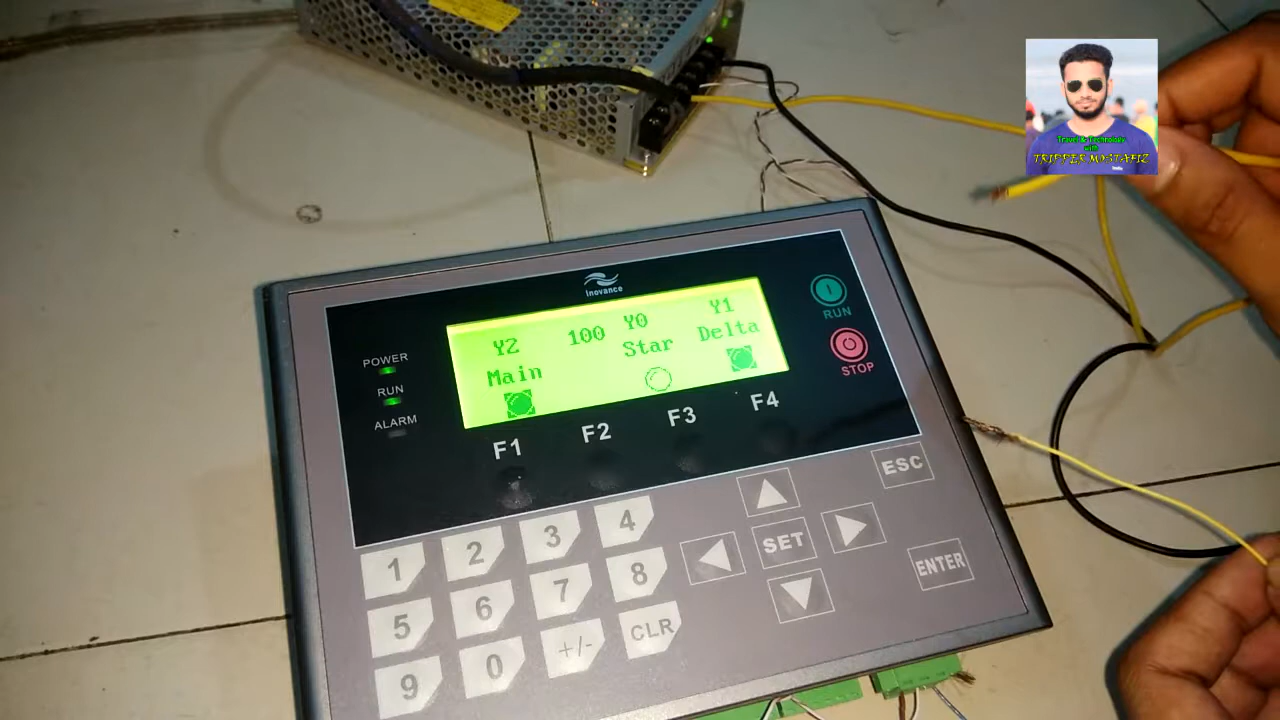 Travel & Technology
with
TRIPPER MOSTAFIZ
inovance
Y2 100 Y0 Y1
Main Star Delta
POWER
RUN
ALARM
RUN
STOP
F1 F2 F3 F4
ESC
1 2 3 4
SET
ENTER
5 6 7 8
9 0 +/- CLR